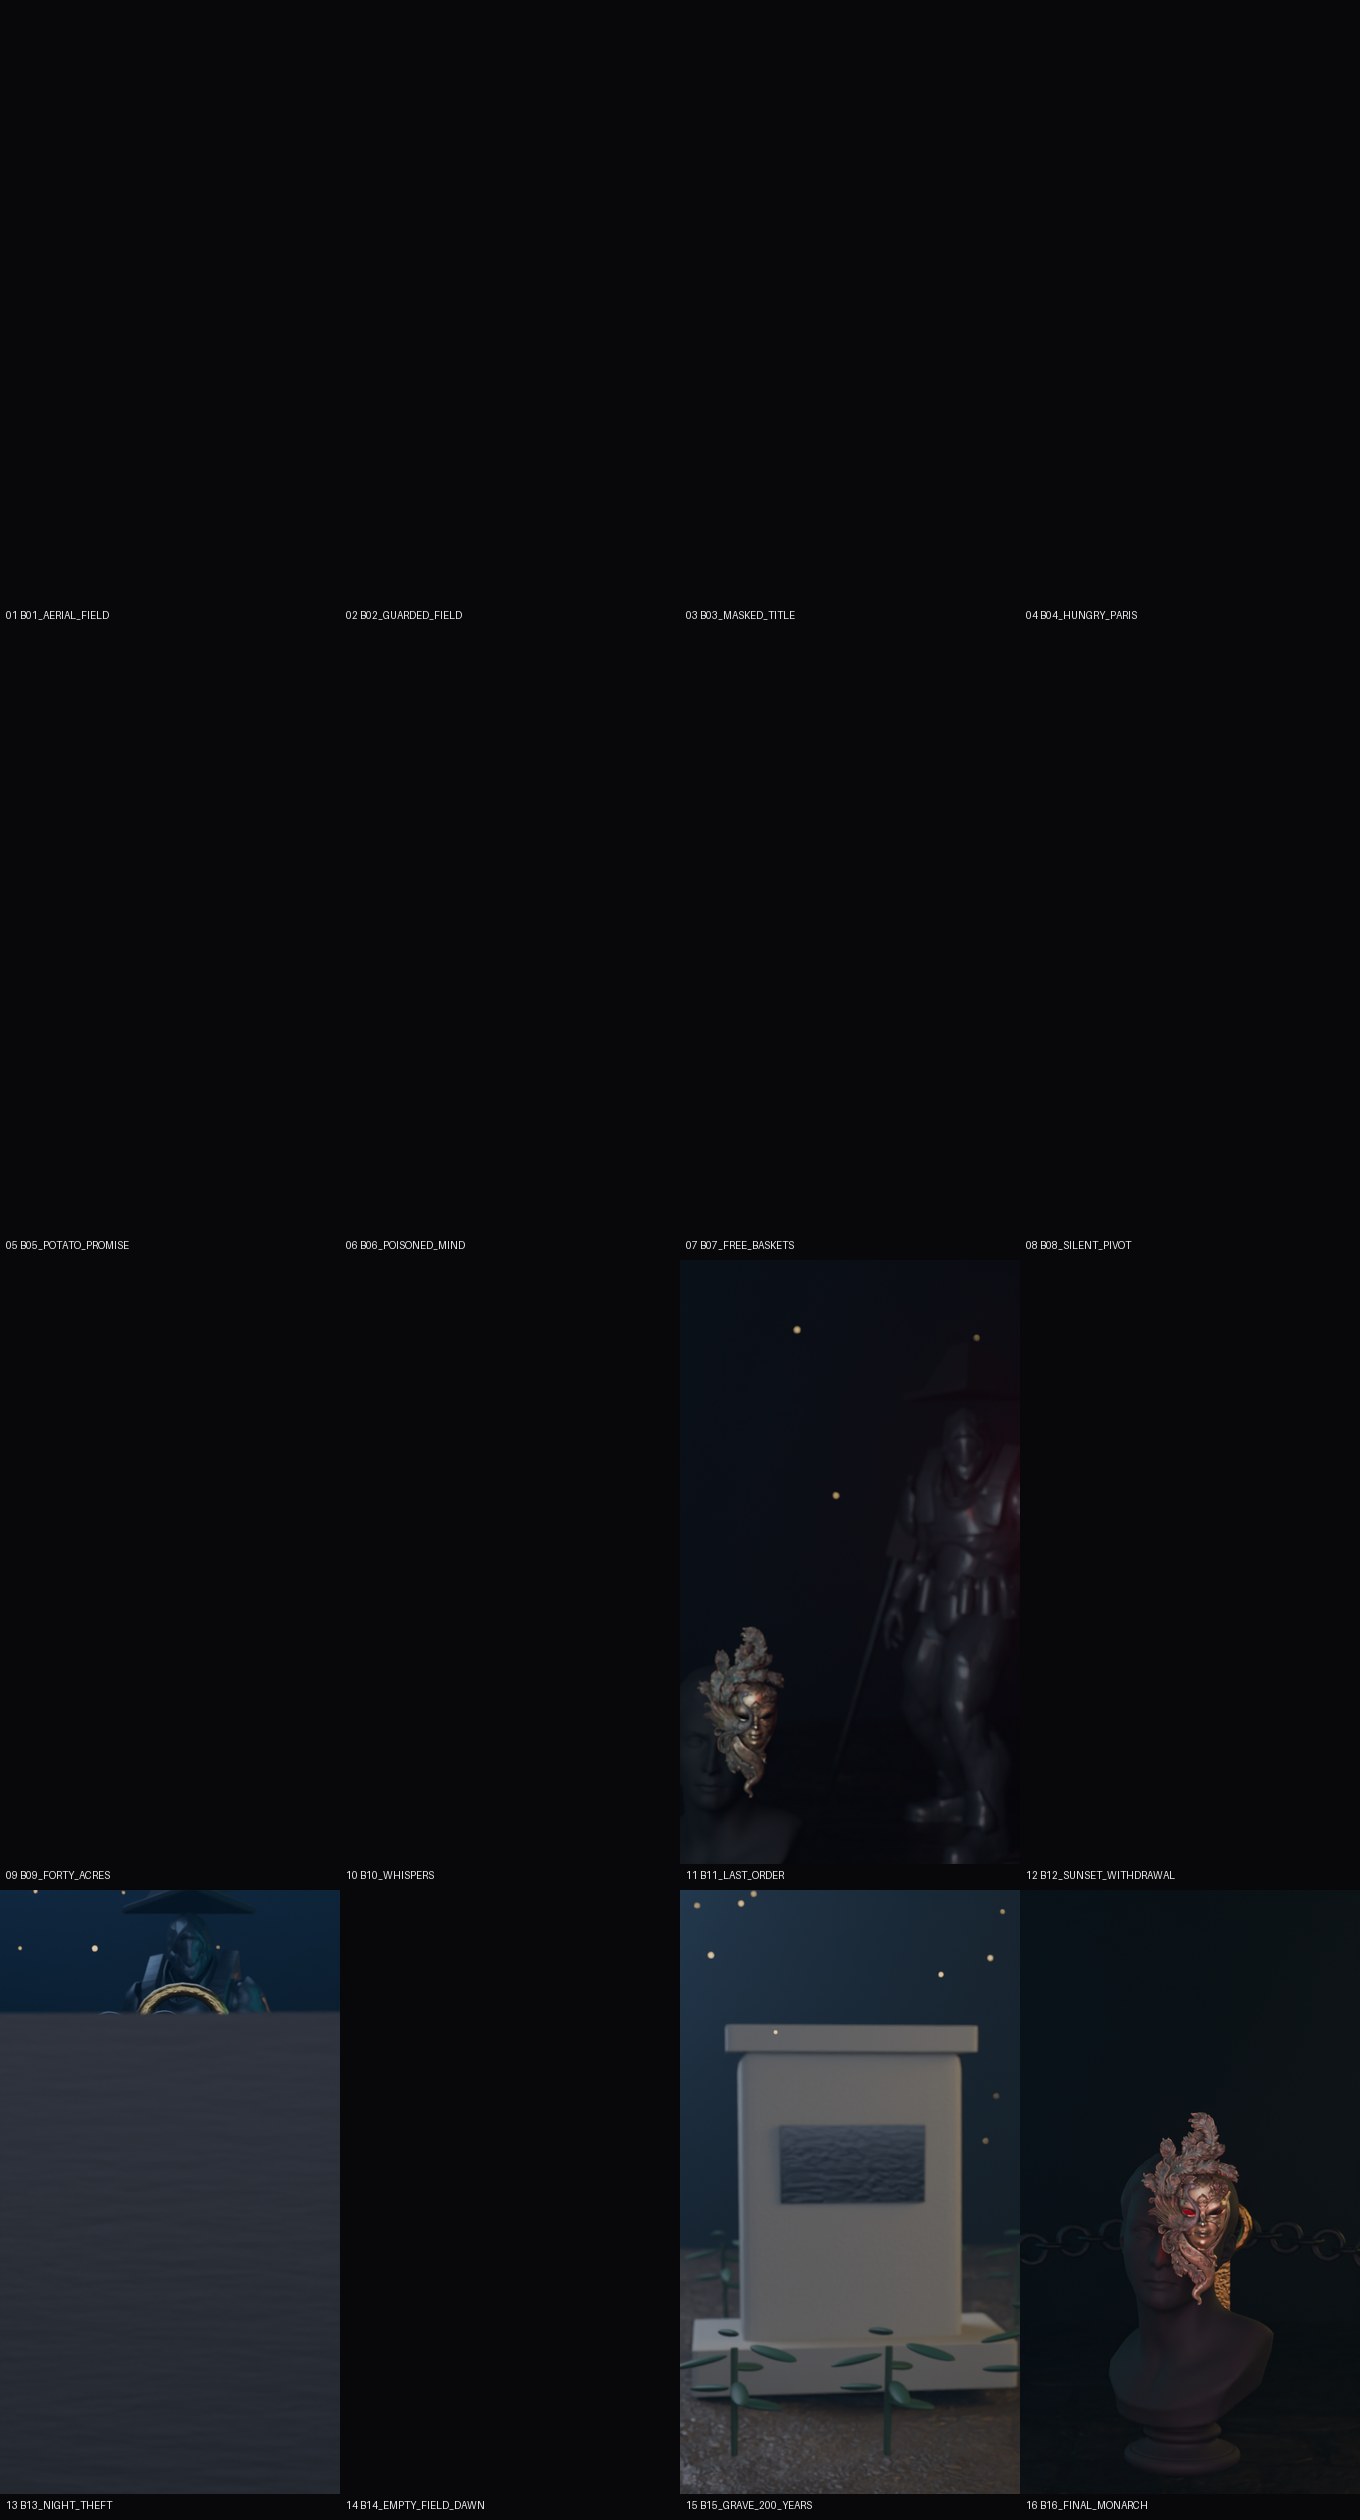 01 B01_AERIAL_FIELD
02 B02_GUARDED_FIELD
03 B03_MASKED_TITLE
04 B04_HUNGRY_PARIS
05 B05_POTATO_PROMISE
06 B06_POISONED_MIND
07 B07_FREE_BASKETS
08 B08_SILENT_PIVOT
09 B09_FORTY_ACRES
10 B10_WHISPERS
11 B11_LAST_ORDER
12 B12_SUNSET_WITHDRAWAL
13 B13_NIGHT_THEFT
14 B14_EMPTY_FIELD_DAWN
15 B15_GRAVE_200_YEARS
16 B16_FINAL_MONARCH